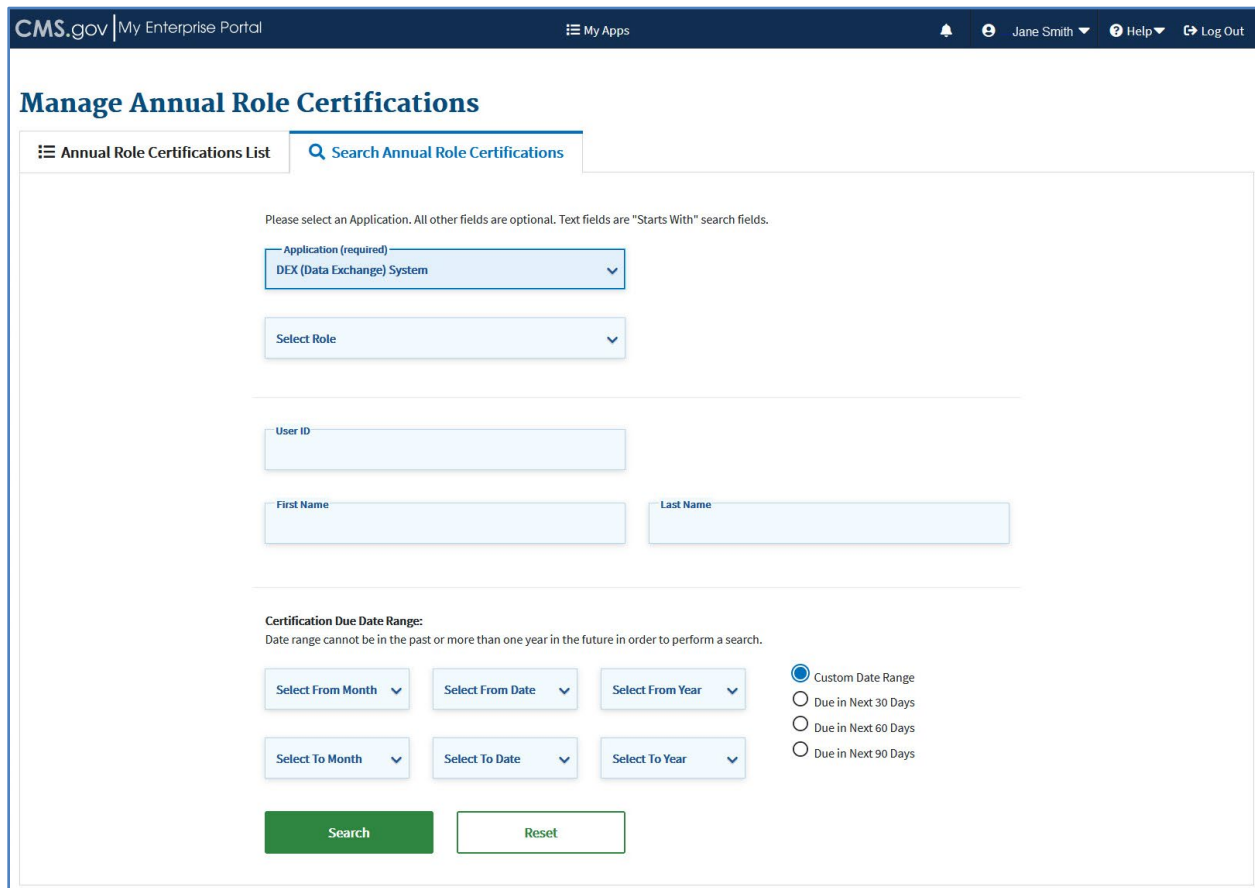 CMS.gov My Enterprise Portal My Apps Jane Smith Help Log Out
Manage Annual Role Certifications
Annual Role Certifications List Search Annual Role Certifications
Please select an Application. All other fields are optional. Text fields are "Starts With" search fields.
Application (required)
DEX (Data Exchange) System
Select Role
User ID
First Name Last Name
Certification Due Date Range:
Date range cannot be in the past or more than one year in the future in order to perform a search.
Select From Month Select From Date Select From Year
Custom Date Range
Due in Next 30 Days
Due in Next 60 Days
Due in Next 90 Days
Select To Month Select To Date Select To Year
Search Reset